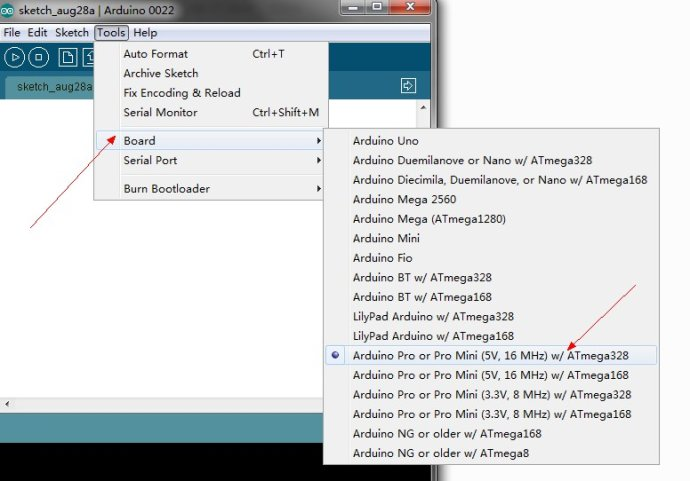 sketch_aug28a | Arduino 0022
File Edit Sketch Tools Help
sketch_aug28a
Auto Format Ctrl+T
Archive Sketch
Fix Encoding & Reload
Serial Monitor Ctrl+Shift+M
Board
Serial Port
Burn Bootloader
Arduino Uno
Arduino Duemilanove or Nano w/ ATmega328
Arduino Diecimila, Duemilanove, or Nano w/ ATmega168
Arduino Mega 2560
Arduino Mega (ATmega1280)
Arduino Mini
Arduino Fio
Arduino BT w/ ATmega328
Arduino BT w/ ATmega168
LilyPad Arduino w/ ATmega328
LilyPad Arduino w/ ATmega168
Arduino Pro or Pro Mini (5V, 16 MHz) w/ ATmega328
Arduino Pro or Pro Mini (5V, 16 MHz) w/ ATmega168
Arduino Pro or Pro Mini (3.3V, 8 MHz) w/ ATmega328
Arduino Pro or Pro Mini (3.3V, 8 MHz) w/ ATmega168
Arduino NG or older w/ ATmega168
Arduino NG or older w/ ATmega8